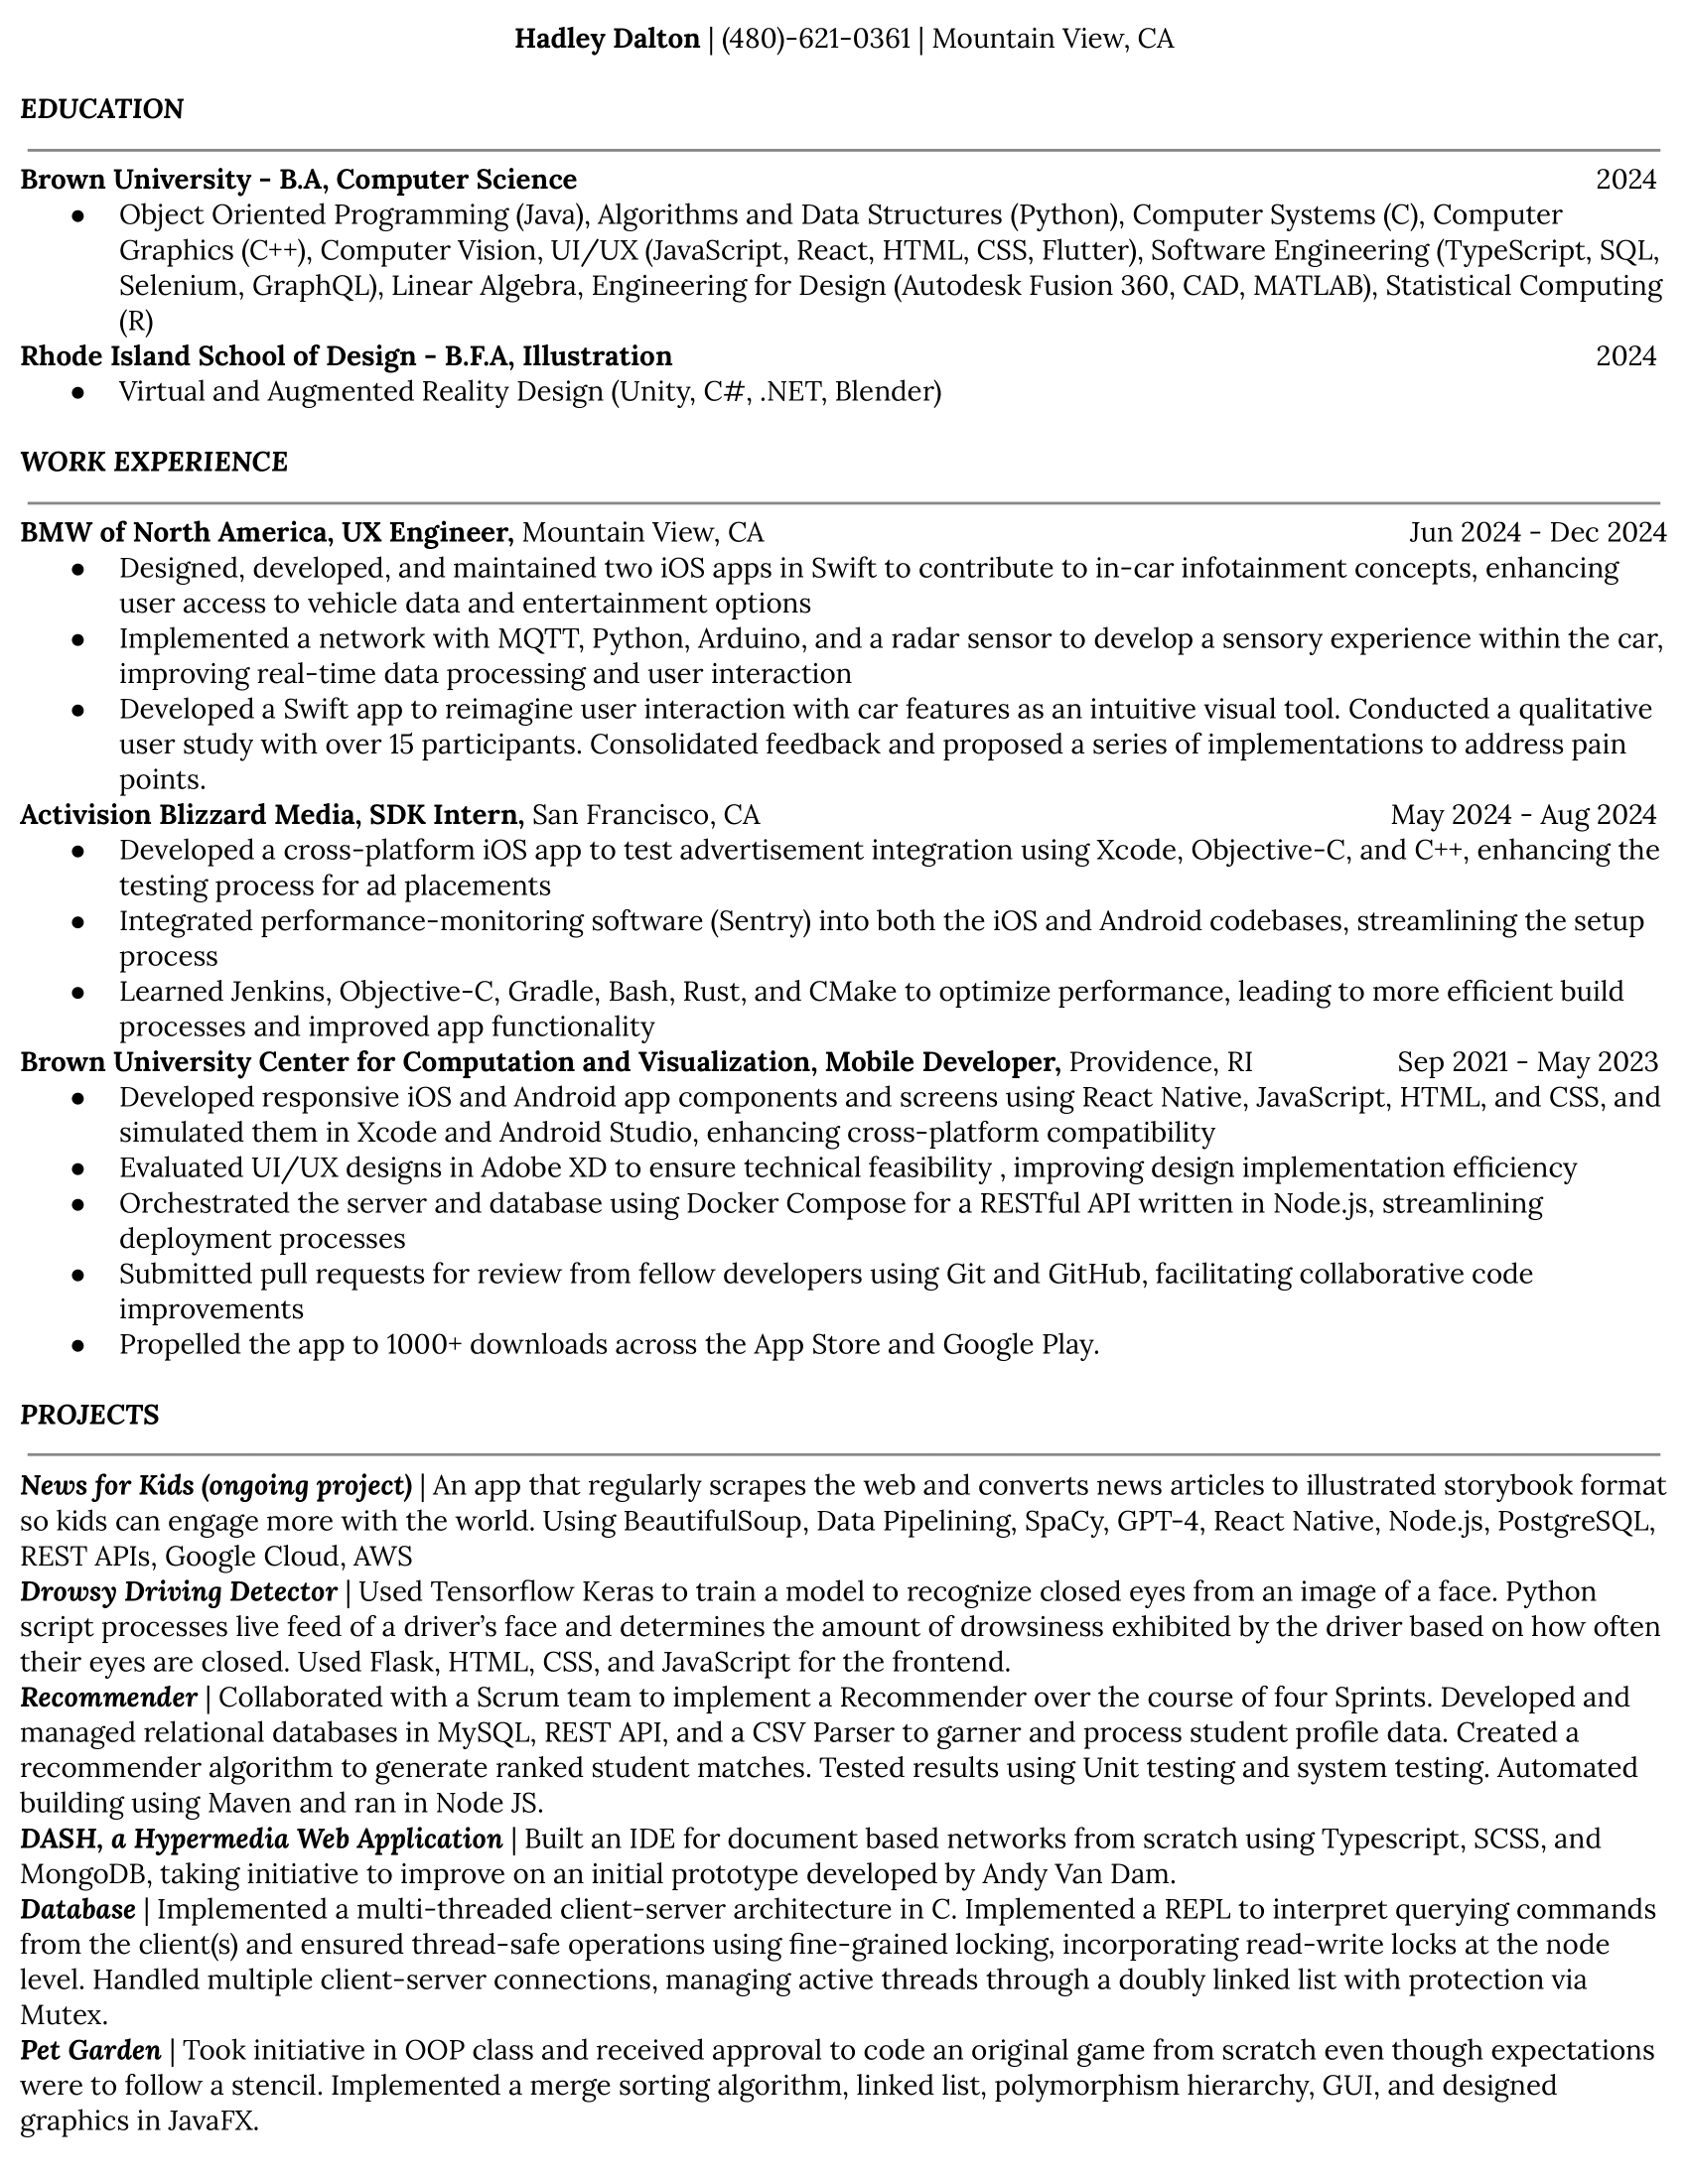 Hadley Dalton | (480)-621-0361 | Mountain View, CA
EDUCATION
Brown University - B.A, Computer Science 2024
● Object Oriented Programming (Java), Algorithms and Data Structures (Python), Computer Systems (C), Computer
Graphics (C++), Computer Vision, UI/UX (JavaScript, React, HTML, CSS, Flutter), Software Engineering (TypeScript, SQL,
Selenium, GraphQL), Linear Algebra, Engineering for Design (Autodesk Fusion 360, CAD, MATLAB), Statistical Computing
(R)
Rhode Island School of Design - B.F.A, Illustration 2024
● Virtual and Augmented Reality Design (Unity, C#, .NET, Blender)
WORK EXPERIENCE
BMW of North America, UX Engineer, Mountain View, CA Jun 2024 - Dec 2024
● Designed, developed, and maintained two iOS apps in Swift to contribute to in-car infotainment concepts, enhancing
user access to vehicle data and entertainment options
● Implemented a network with MQTT, Python, Arduino, and a radar sensor to develop a sensory experience within the car,
improving real-time data processing and user interaction
● Developed a Swift app to reimagine user interaction with car features as an intuitive visual tool. Conducted a qualitative
user study with over 15 participants. Consolidated feedback and proposed a series of implementations to address pain
points.
Activision Blizzard Media, SDK Intern, San Francisco, CA May 2024 - Aug 2024
● Developed a cross-platform iOS app to test advertisement integration using Xcode, Objective-C, and C++, enhancing the
testing process for ad placements
● Integrated performance-monitoring software (Sentry) into both the iOS and Android codebases, streamlining the setup
process
● Learned Jenkins, Objective-C, Gradle, Bash, Rust, and CMake to optimize performance, leading to more efficient build
processes and improved app functionality
Brown University Center for Computation and Visualization, Mobile Developer, Providence, RI Sep 2021 - May 2023
● Developed responsive iOS and Android app components and screens using React Native, JavaScript, HTML, and CSS, and
simulated them in Xcode and Android Studio, enhancing cross-platform compatibility
● Evaluated UI/UX designs in Adobe XD to ensure technical feasibility , improving design implementation efficiency
● Orchestrated the server and database using Docker Compose for a RESTful API written in Node.js, streamlining
deployment processes
● Submitted pull requests for review from fellow developers using Git and GitHub, facilitating collaborative code
improvements
● Propelled the app to 1000+ downloads across the App Store and Google Play.
PROJECTS
News for Kids (ongoing project) | An app that regularly scrapes the web and converts news articles to illustrated storybook format
so kids can engage more with the world. Using BeautifulSoup, Data Pipelining, SpaCy, GPT-4, React Native, Node.js, PostgreSQL,
REST APIs, Google Cloud, AWS
Drowsy Driving Detector | Used Tensorflow Keras to train a model to recognize closed eyes from an image of a face. Python
script processes live feed of a driver’s face and determines the amount of drowsiness exhibited by the driver based on how often
their eyes are closed. Used Flask, HTML, CSS, and JavaScript for the frontend.
Recommender | Collaborated with a Scrum team to implement a Recommender over the course of four Sprints. Developed and
managed relational databases in MySQL, REST API, and a CSV Parser to garner and process student profile data. Created a
recommender algorithm to generate ranked student matches. Tested results using Unit testing and system testing. Automated
building using Maven and ran in Node JS.
DASH, a Hypermedia Web Application | Built an IDE for document based networks from scratch using Typescript, SCSS, and
MongoDB, taking initiative to improve on an initial prototype developed by Andy Van Dam.
Database | Implemented a multi-threaded client-server architecture in C. Implemented a REPL to interpret querying commands
from the client(s) and ensured thread-safe operations using fine-grained locking, incorporating read-write locks at the node
level. Handled multiple client-server connections, managing active threads through a doubly linked list with protection via
Mutex.
Pet Garden | Took initiative in OOP class and received approval to code an original game from scratch even though expectations
were to follow a stencil. Implemented a merge sorting algorithm, linked list, polymorphism hierarchy, GUI, and designed
graphics in JavaFX.